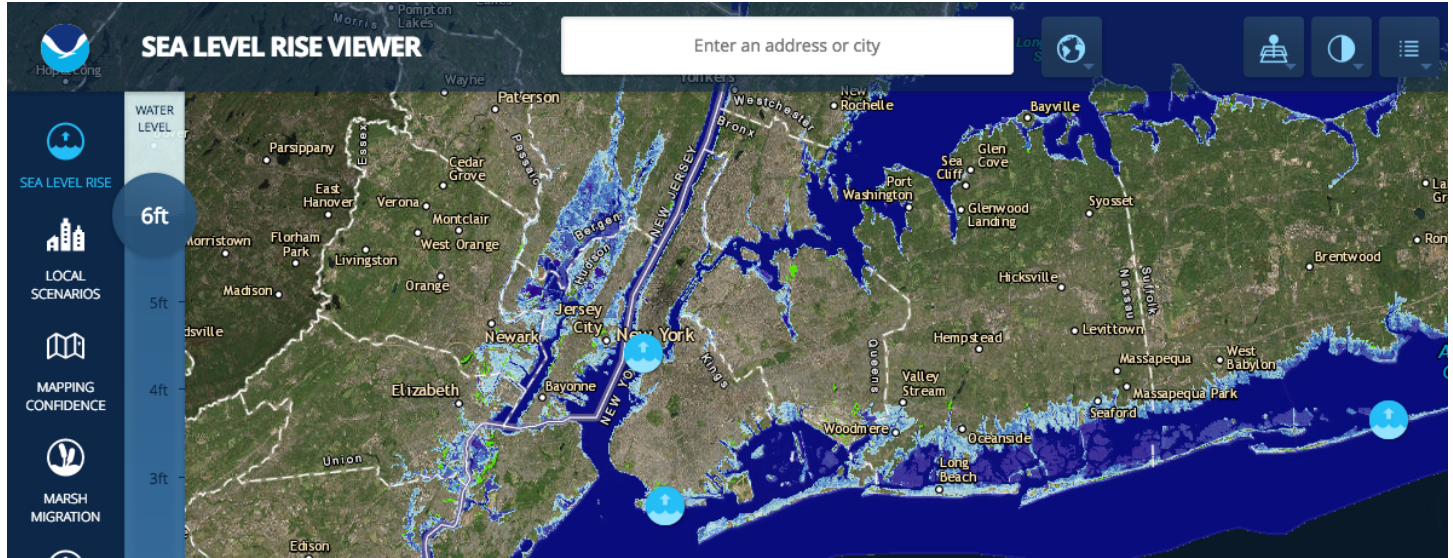 Morris
Pompton
Lakes
SEA LEVEL RISE VIEWER
Enter an address or city
Hopatcong
Wayne
Yonkers
New
Rochelle
Paterson
Westchester
Bronx
Bayville
WATER
LEVEL
Essex
Passaic
Parsippany
Cedar
Grove
NEW JERSEY
Glen
Cove
Sea
Cliff
SEA LEVEL RISE
East
Hanover
Verona
Port
Washington
Glenwood
Landing
Syosset
6ft
Montclair
Bergen
West Orange
Morristown
Florham
Park
Livingston
Hudson
Brentwood
LOCAL
SCENARIOS
Madison
Orange
Hicksville
Nassau
Suffolk
5ft
Jersey
City
New York
Newark
Hempstead
Levittown
Kings
Queens
Massapequa
West
Babylon
MAPPING
CONFIDENCE
4ft
Elizabeth
Bayonne
NEW YO
Valley
Stream
Massapequa Park
Seaford
Woodmere
Oceanside
Union
Long
Beach
3ft
MARSH
MIGRATION
Edison